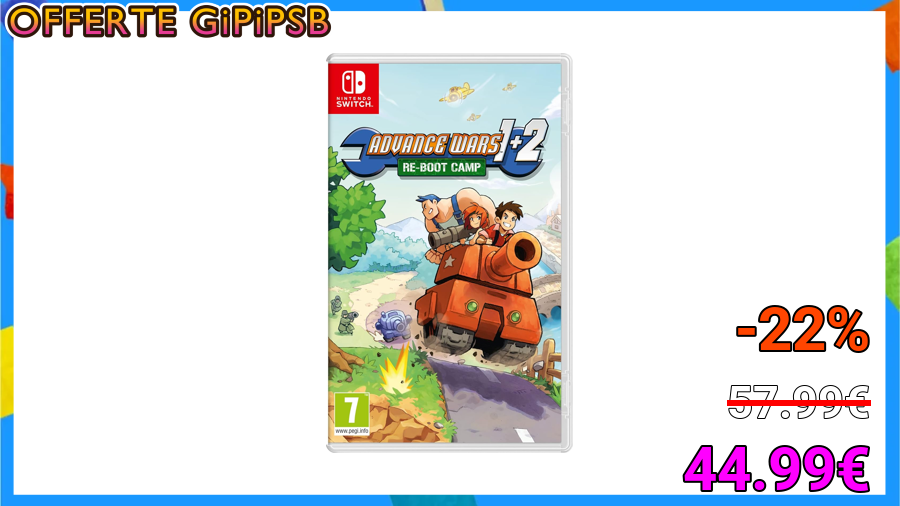 OFFERTE GiPiPSB
NINTENDO
SWITCH.
ADVANCE WARS 1+2
RE-BOOT CAMP
7
www.pegi.info
-22%
57.99€
44.99€